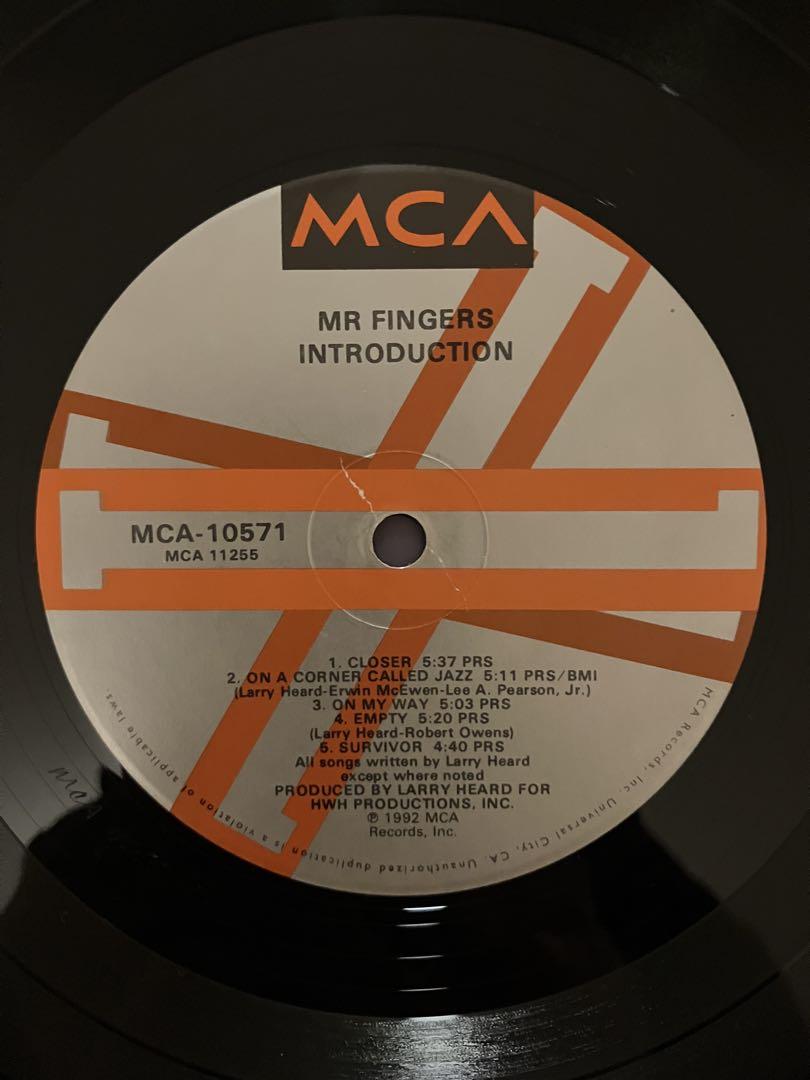 MCA
MR FINGERS
INTRODUCTION
MCA-10571
MCA 11255
1. CLOSER 5:37 PRS
2. ON A CORNER CALLED JAZZ 5:11 PRS/BMI
(Larry Heard-Erwin McEwen-Lee A. Pearson, Jr.)
3. ON MY WAY 5:03 PRS
4. EMPTY 5:20 PRS
(Larry Heard-Robert Owens)
5. SURVIVOR 4:40 PRS
All songs written by Larry Heard
except where noted
PRODUCED BY LARRY HEARD FOR
HWH PRODUCTIONS, INC.
℗ 1992 MCA
Records, Inc.
MCA Records, Inc. Universal City, CA. Unauthorized duplication is a violation of applicable laws.